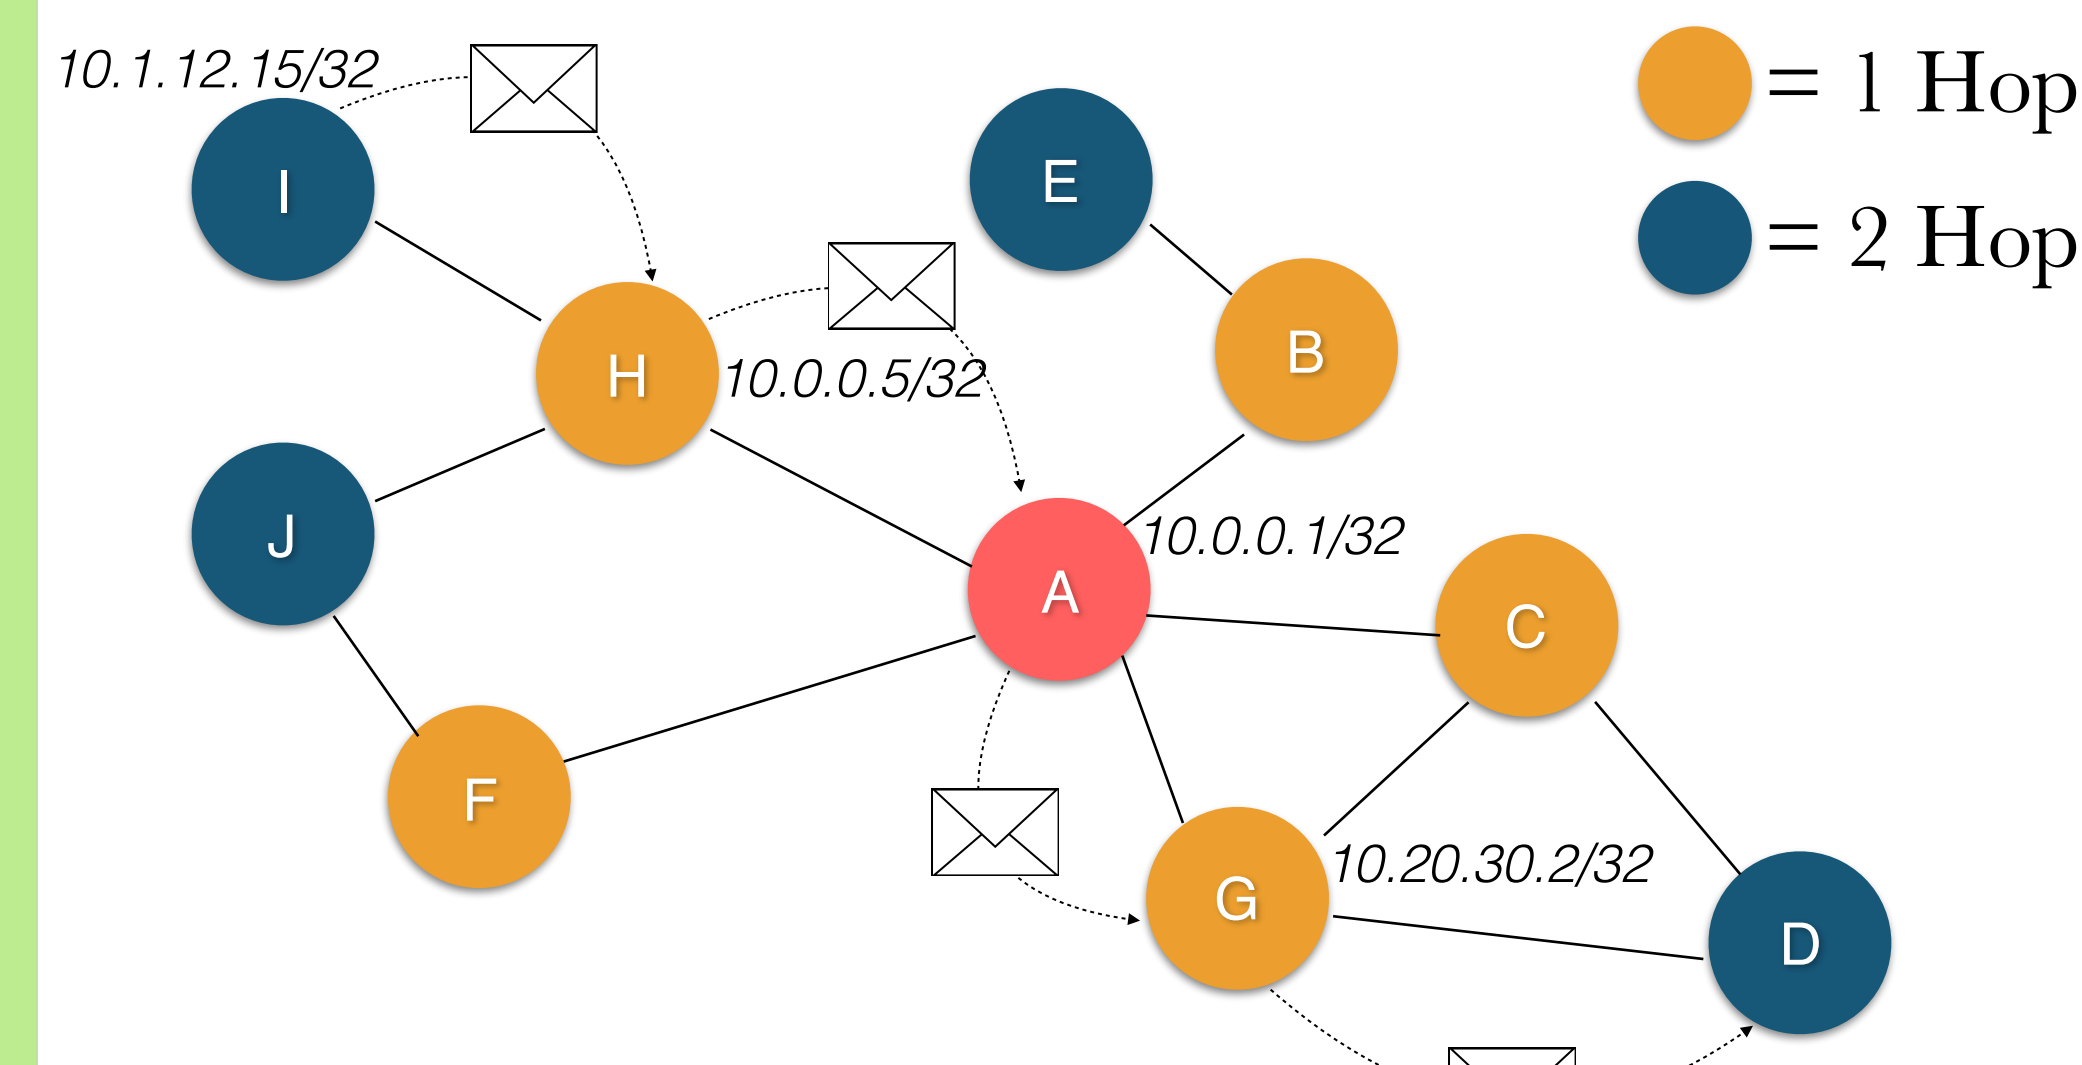 10.1.12.15/32
= 1 Hop
I
E
= 2 Hop
H
10.0.0.5/32
B
J
10.0.0.1/32
A
C
F
10.20.30.2/32
G
D